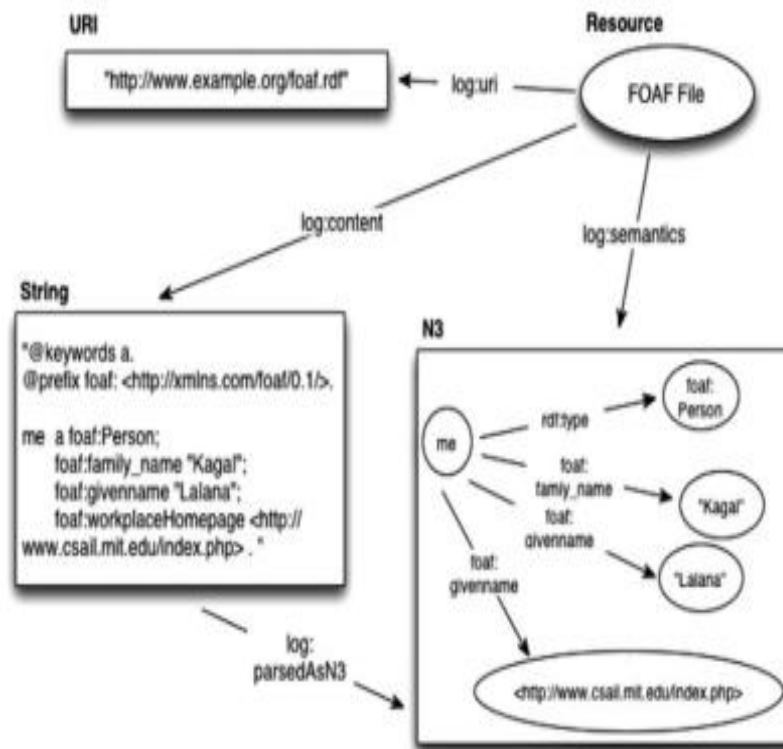 URI
Resource
"http://www.example.org/foaf.rdf"
log:uri
FOAF File
log:content
log:semantics
String
"@keywords a.
@prefix foaf: <http://xmlns.com/foaf/0.1/>.
me a foaf:Person;
foaf:family_name "Kagal";
foaf:givenname "Lalana";
foaf:workplaceHomepage <http://
www.csail.mit.edu/index.php> . "
N3
me
rdf:type
foaf:
Person
foaf:
famiy_name
"Kagal"
foaf:
givenname
"Lalana"
foaf:
givenname
<http://www.csail.mit.edu/index.php>
log:
parsedAsN3